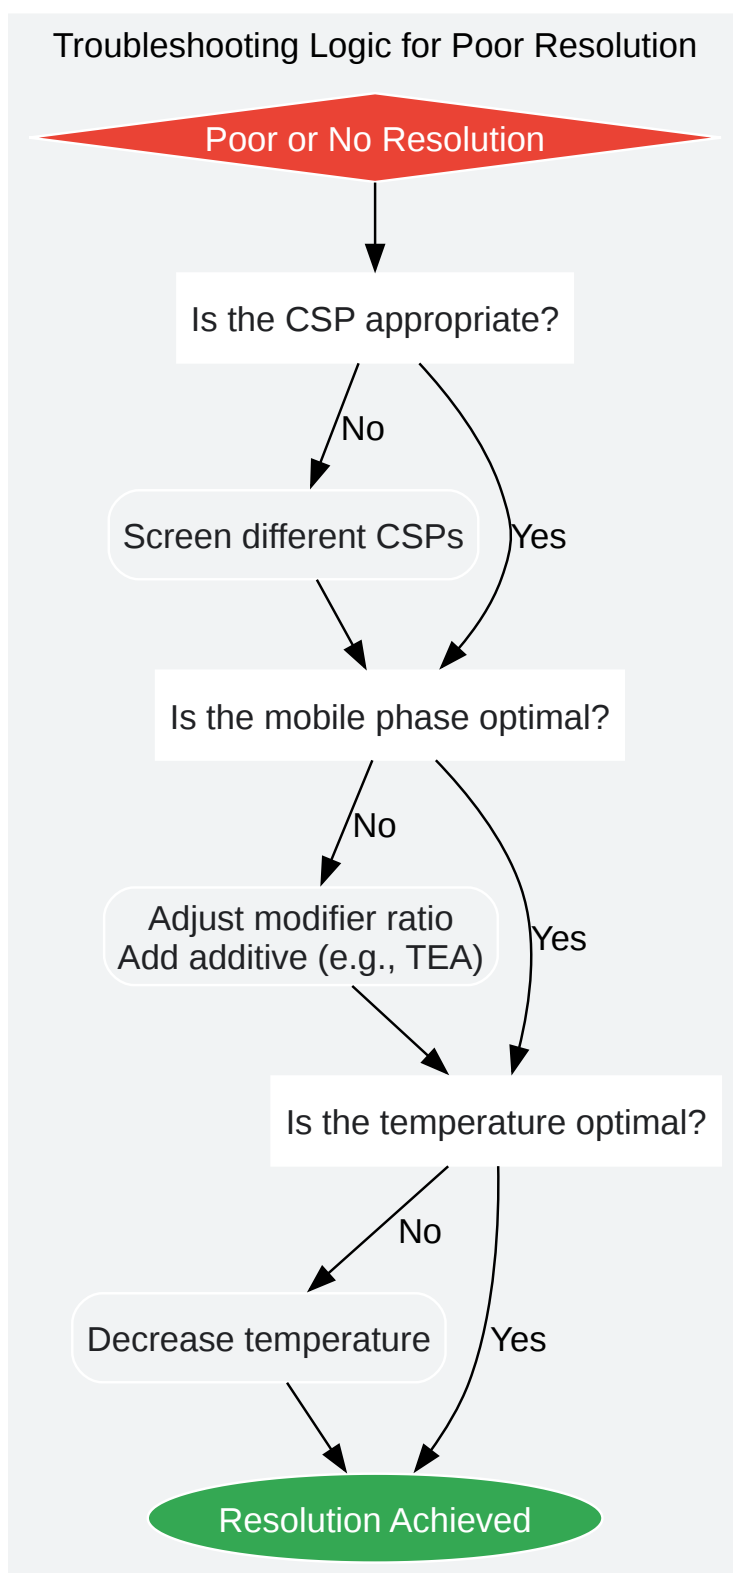 Troubleshooting Logic for Poor Resolution
Poor or No Resolution
Is the CSP appropriate?
No
Screen different CSPs
Yes
Is the mobile phase optimal?
No
Adjust modifier ratio
Add additive (e.g., TEA)
Yes
Is the temperature optimal?
No
Decrease temperature
Yes
Resolution Achieved